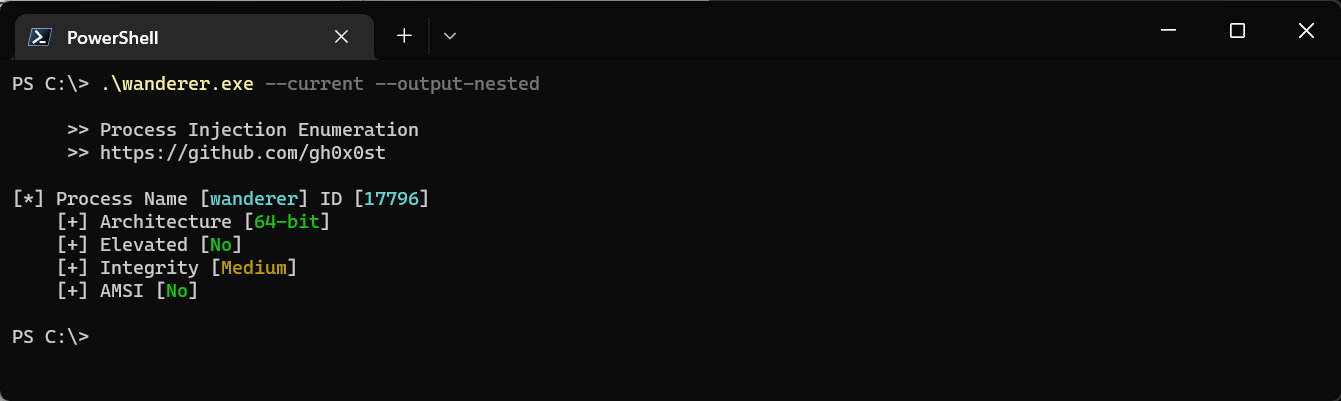 PowerShell
PS C:\> .\wanderer.exe --current --output-nested
>> Process Injection Enumeration
>> https://github.com/gh0x0st
[*] Process Name [wanderer] ID [17796]
[+] Architecture [64-bit]
[+] Elevated [No]
[+] Integrity [Medium]
[+] AMSI [No]
PS C:\>